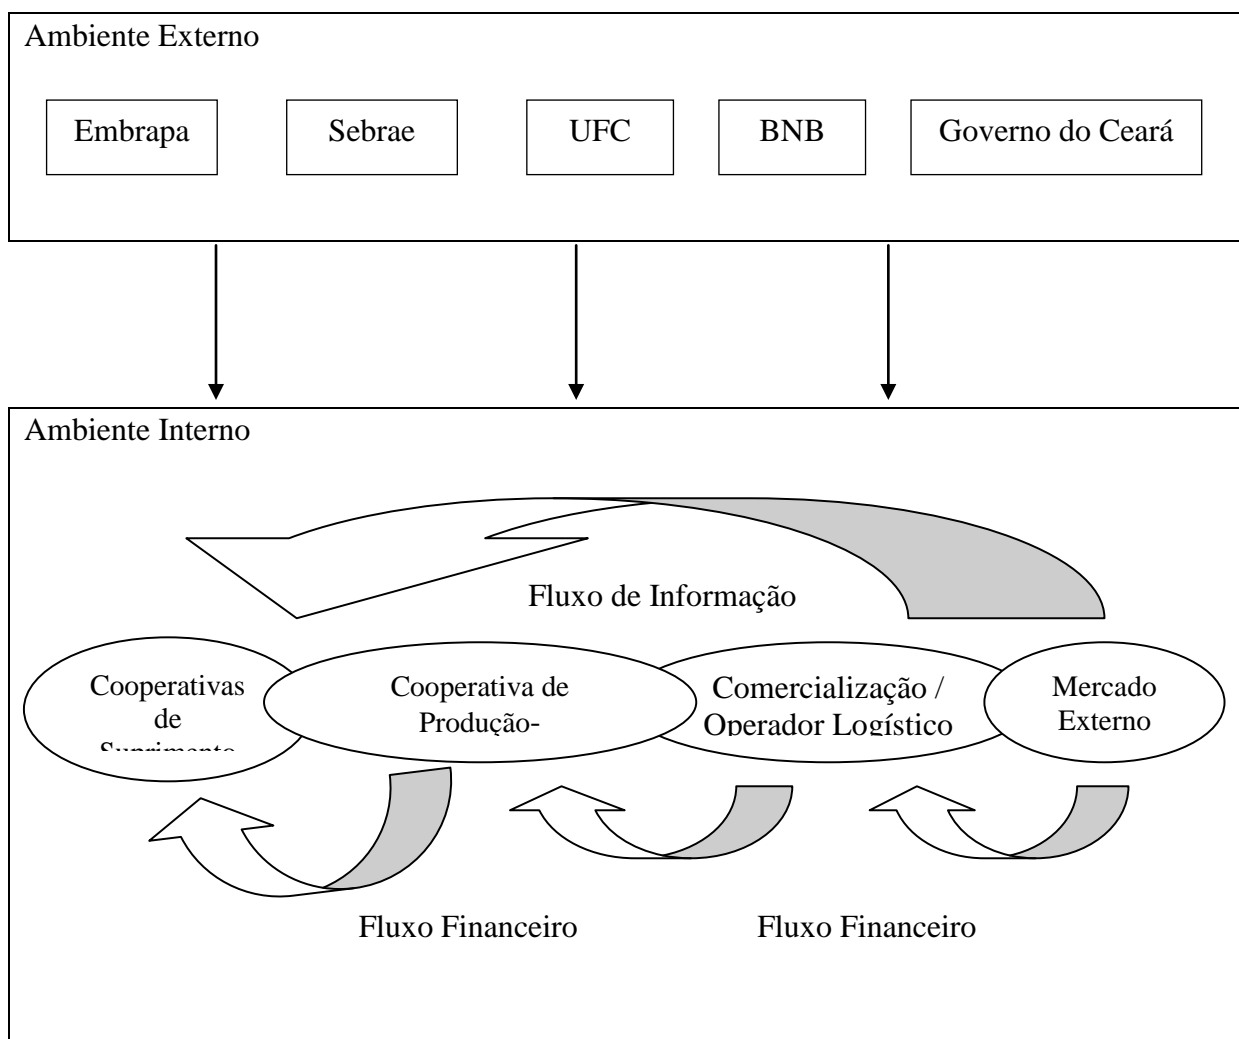 Ambiente Externo
Embrapa
Sebrae
UFC
BNB
Governo do Ceará
Ambiente Interno
Fluxo de Informação
Cooperativas
de
Suprimento
Cooperativa de
Produção-
Comercialização /
Operador Logístico
Mercado
Externo
Fluxo Financeiro
Fluxo Financeiro